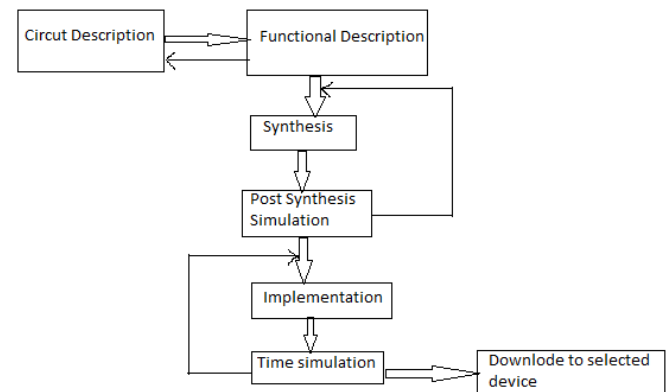 Circut Description
Functional Description
Synthesis
Post Synthesis
Simulation
Implementation
Time simulation
Downlode to selected
device